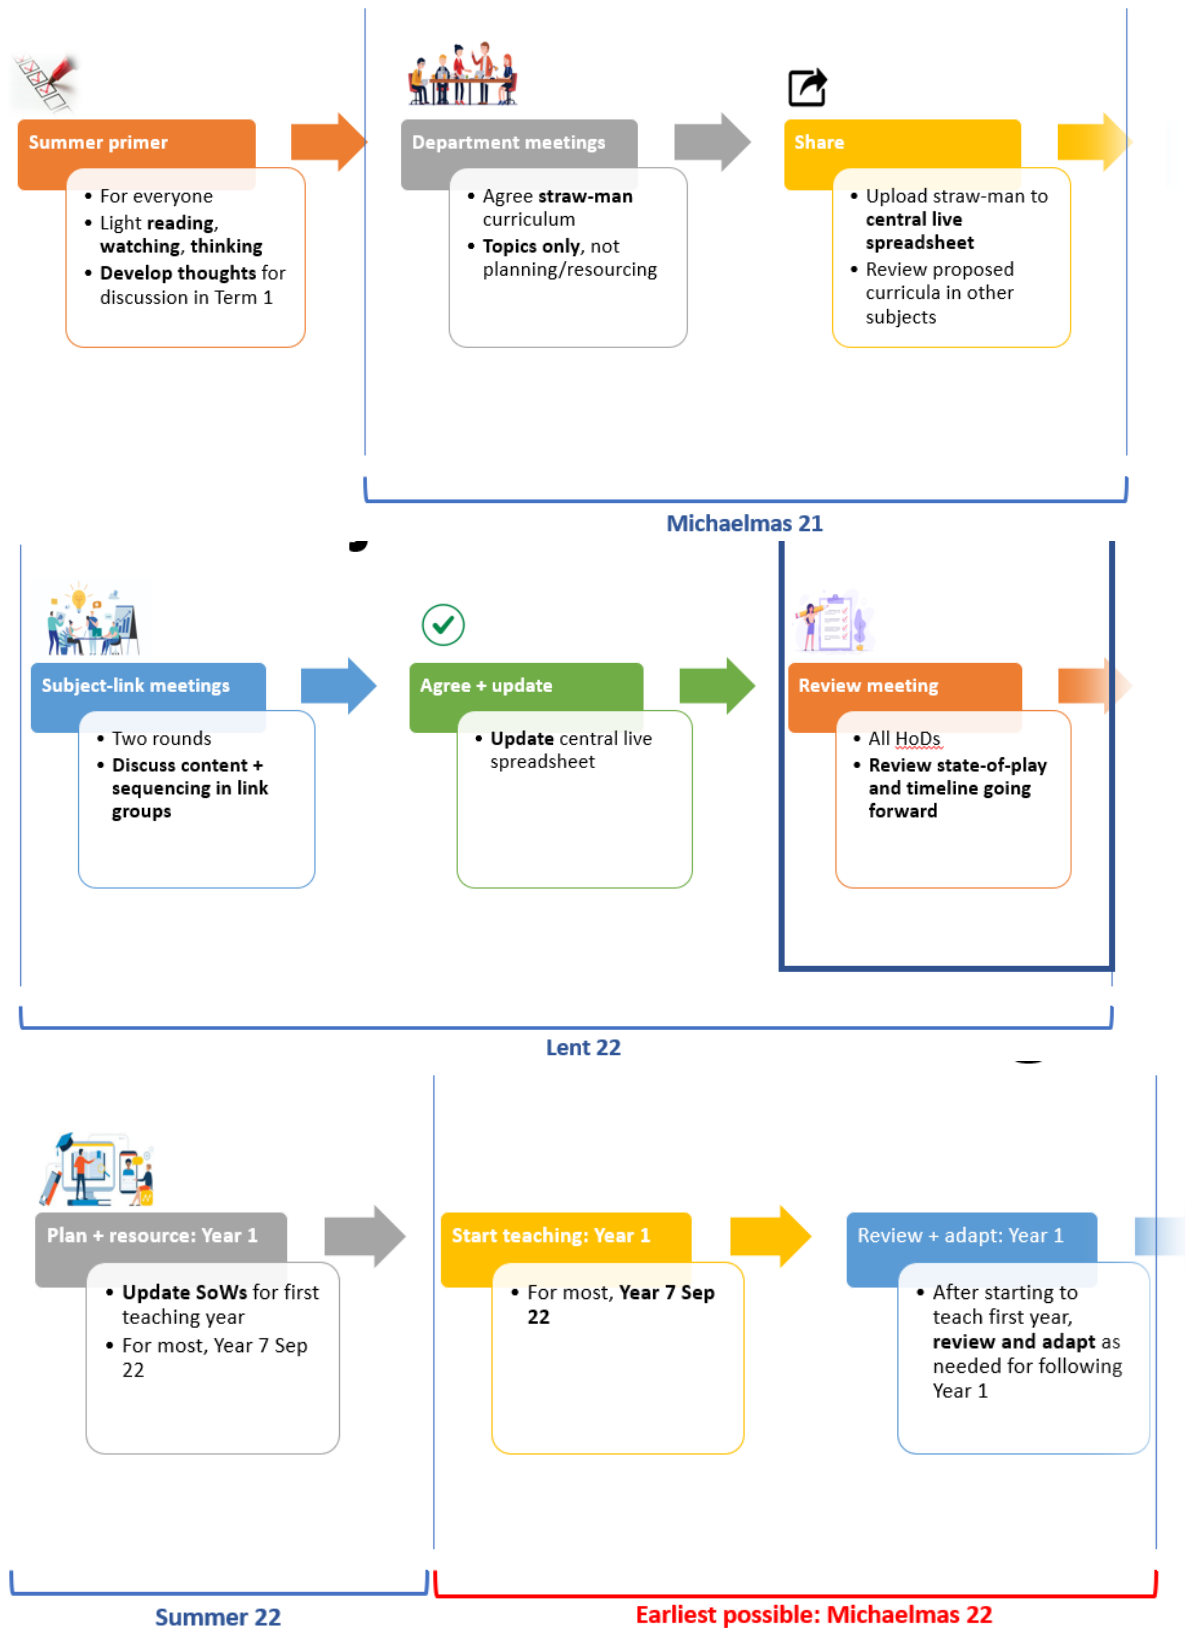 Summer primer
• For everyone
• Light reading,
watching, thinking
• Develop thoughts for
discussion in Term 1
Department meetings
• Agree straw-man
curriculum
• Topics only, not
planning/resourcing
Share
• Upload straw-man to
central live
spreadsheet
• Review proposed
curricula in other
subjects
Michaelmas 21
Subject-link meetings
• Two rounds
• Discuss content +
sequencing in link
groups
Agree + update
• Update central live
spreadsheet
Review meeting
• All HoDs
• Review state-of-play
and timeline going
forward
Lent 22
Plan + resource: Year 1
• Update SoWs for first
teaching year
• For most, Year 7 Sep
22
Start teaching: Year 1
• For most, Year 7 Sep
22
Review + adapt: Year 1
• After starting to
teach first year,
review and adapt as
needed for following
Year 1
Summer 22
Earliest possible: Michaelmas 22